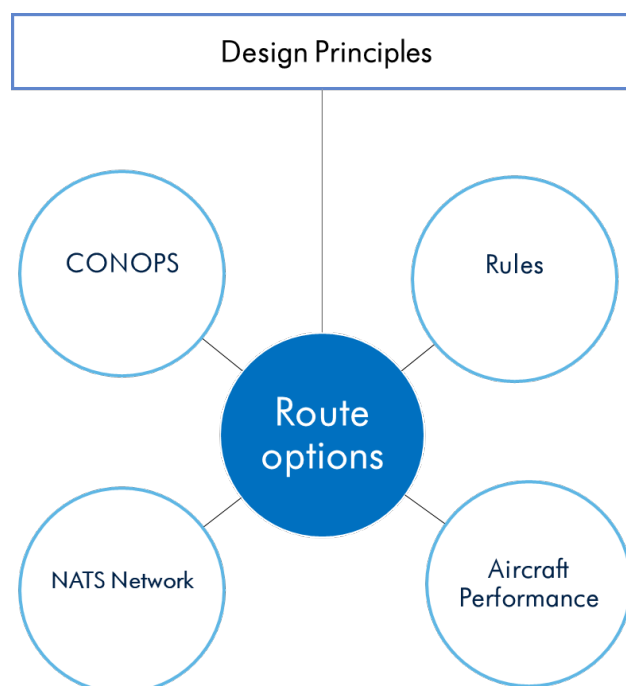 Design Principles
CONOPS
Rules
Route
options
NATS Network
Aircraft
Performance